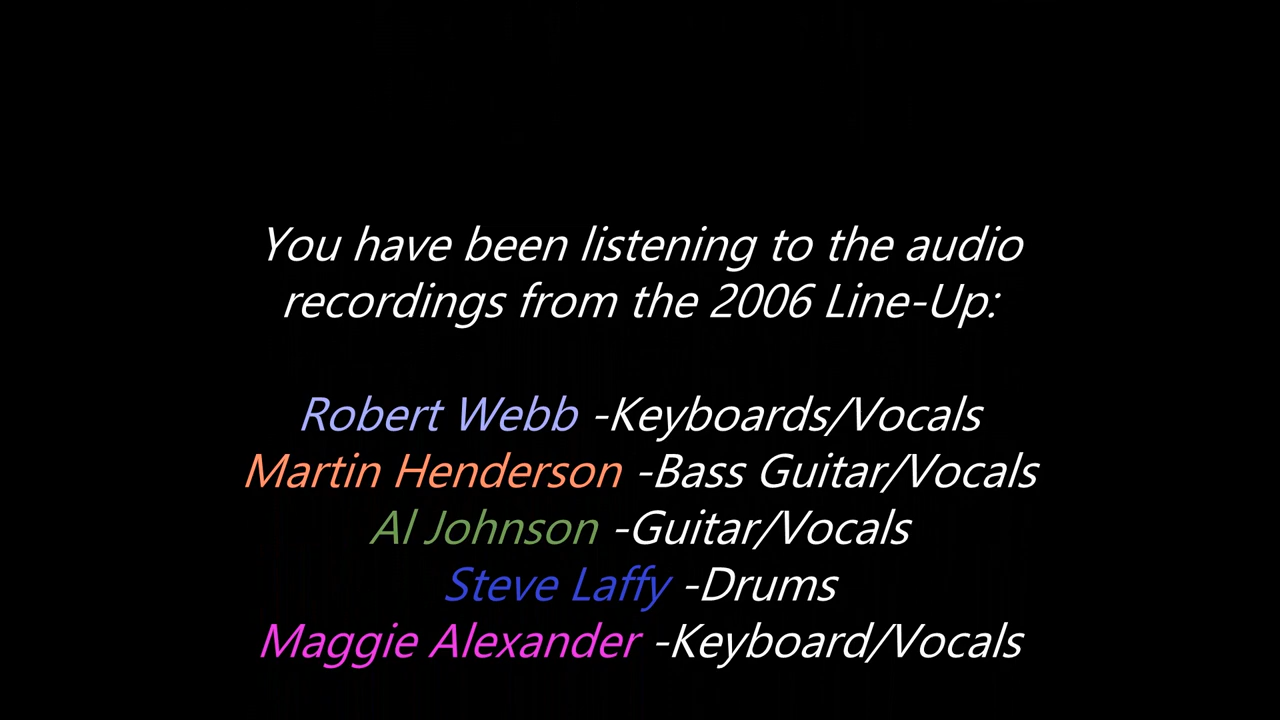 You have been listening to the audio
recordings from the 2006 Line-Up:
Robert Webb -Keyboards/Vocals
Martin Henderson -Bass Guitar/Vocals
Al Johnson -Guitar/Vocals
Steve Laffy -Drums
Maggie Alexander -Keyboard/Vocals